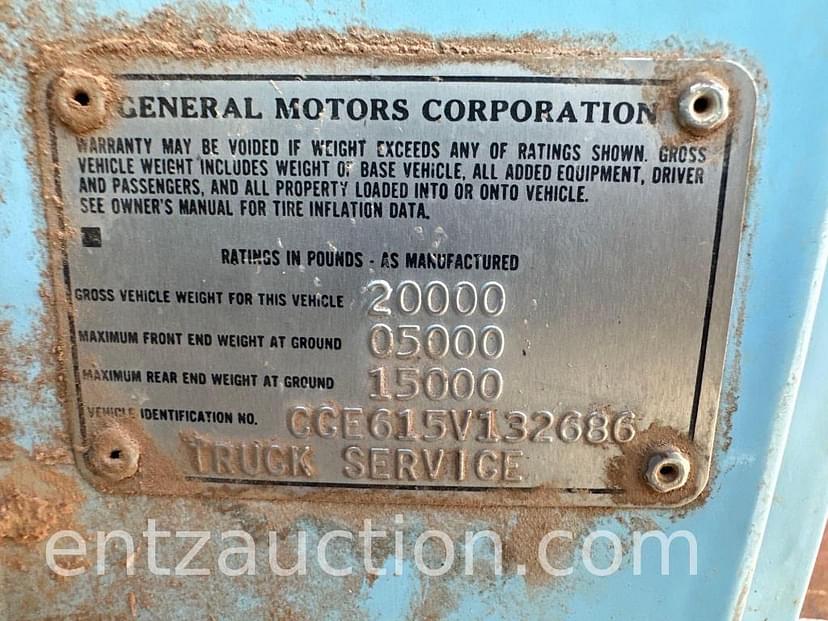 GENERAL MOTORS CORPORATION
WARRANTY MAY BE VOIDED IF WEIGHT EXCEEDS ANY OF RATINGS SHOWN. GROSS
VEHICLE WEIGHT INCLUDES WEIGHT OF BASE VEHICLE, ALL ADDED EQUIPMENT, DRIVER
AND PASSENGERS, AND ALL PROPERTY LOADED INTO OR ONTO VEHICLE.
SEE OWNER'S MANUAL FOR TIRE INFLATION DATA.
RATINGS IN POUNDS - AS MANUFACTURED
GROSS VEHICLE WEIGHT FOR THIS VEHICLE 20000
MAXIMUM FRONT END WEIGHT AT GROUND 05000
MAXIMUM REAR END WEIGHT AT GROUND 15000
VEHICLE IDENTIFICATION NO. CCE615V132686
TRUCK SERVICE
entzauction.com